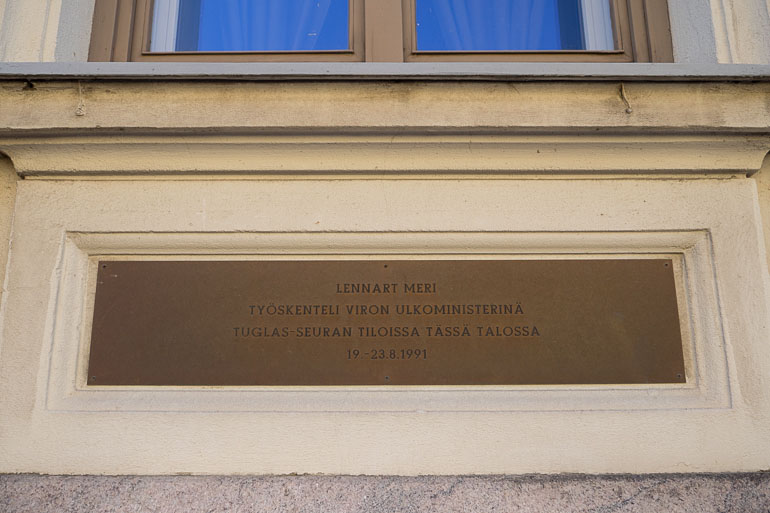 LENNART MERI
TYÖSKENTELI VIRON ULKOMINISTERINÄ
TUGLAS-SEURAN TILOISSA TÄSSÄ TALOSSA
19.-23.8.1991